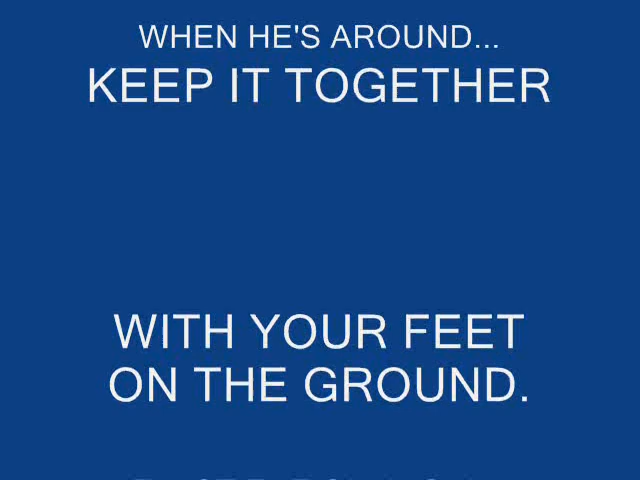 WHEN HE'S AROUND...
KEEP IT TOGETHER
WITH YOUR FEET
ON THE GROUND.